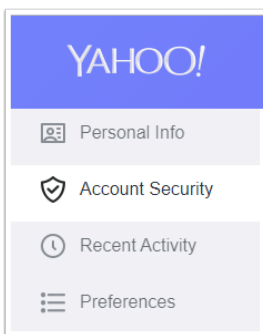 YAHOO!
Personal Info
Account Security
Recent Activity
Preferences